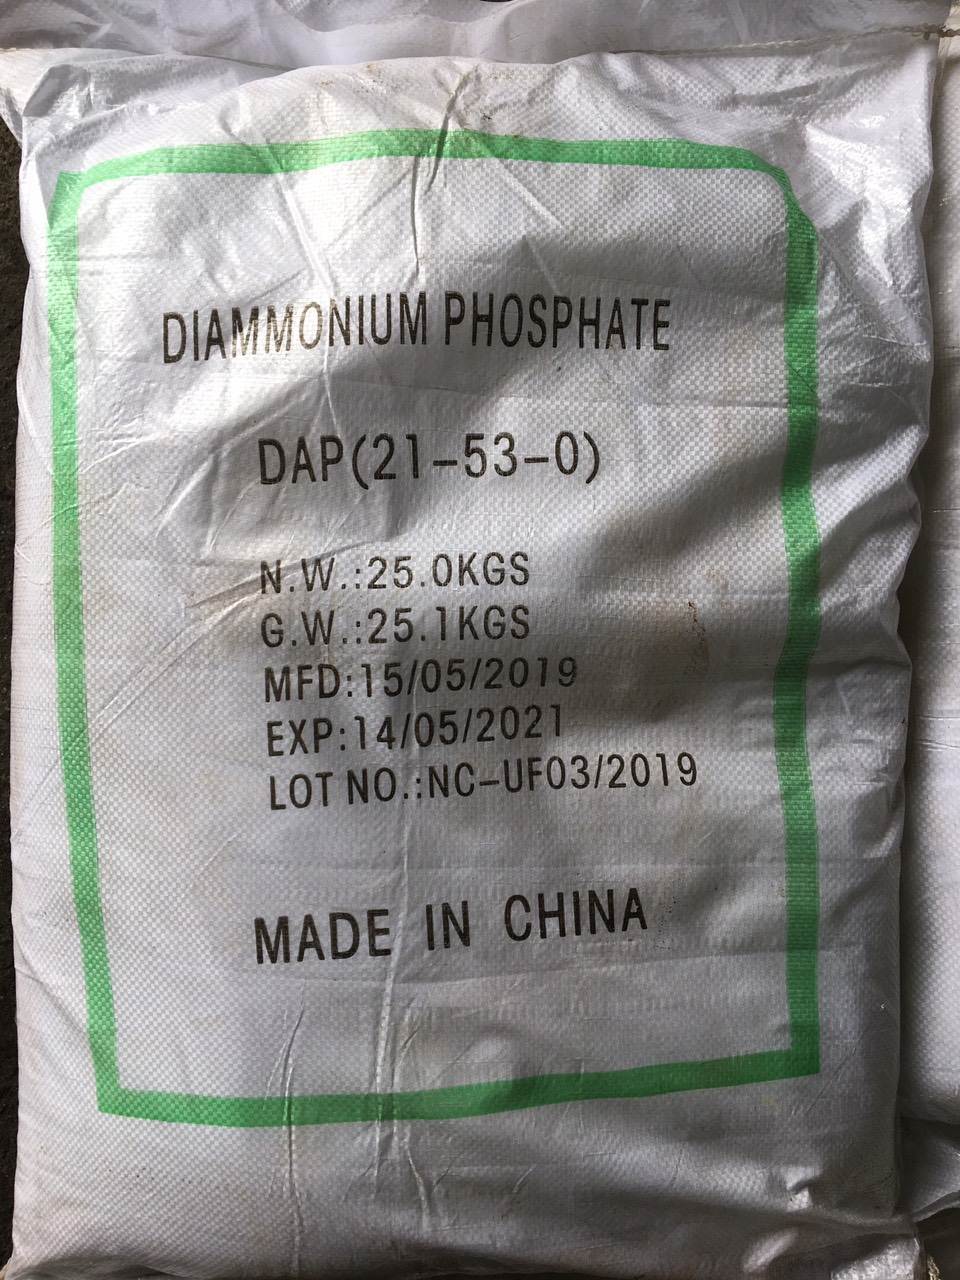 DIAMMONIUM PHOSPHATE
DAP(21-53-0)
N.W.:25.0KGS
G.W.:25.1KGS
MFD:15/05/2019
EXP:14/05/2021
LOT NO.:NC-UF03/2019
MADE IN CHINA